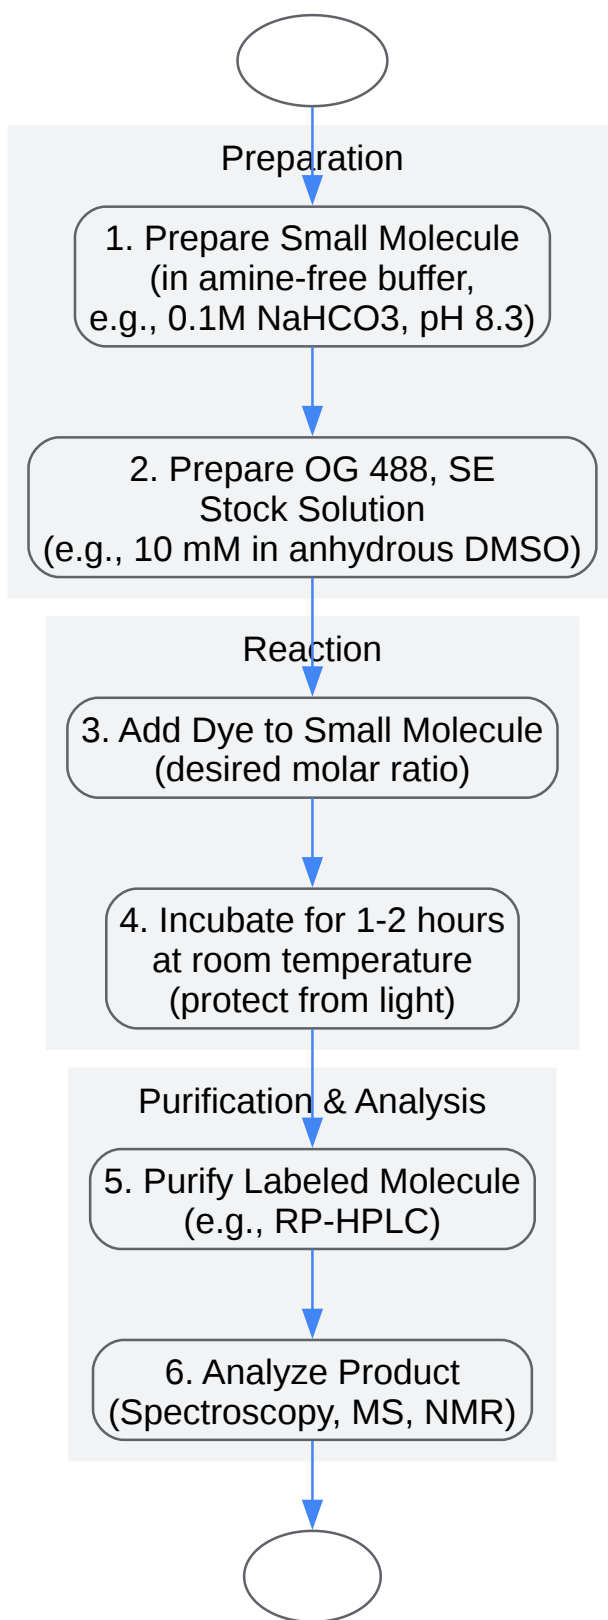 Preparation
1. Prepare Small Molecule
(in amine-free buffer,
e.g., 0.1M NaHCO3, pH 8.3)
2. Prepare OG 488, SE
Stock Solution
(e.g., 10 mM in anhydrous DMSO)
Reaction
3. Add Dye to Small Molecule
(desired molar ratio)
4. Incubate for 1-2 hours
at room temperature
(protect from light)
Purification & Analysis
5. Purify Labeled Molecule
(e.g., RP-HPLC)
6. Analyze Product
(Spectroscopy, MS, NMR)